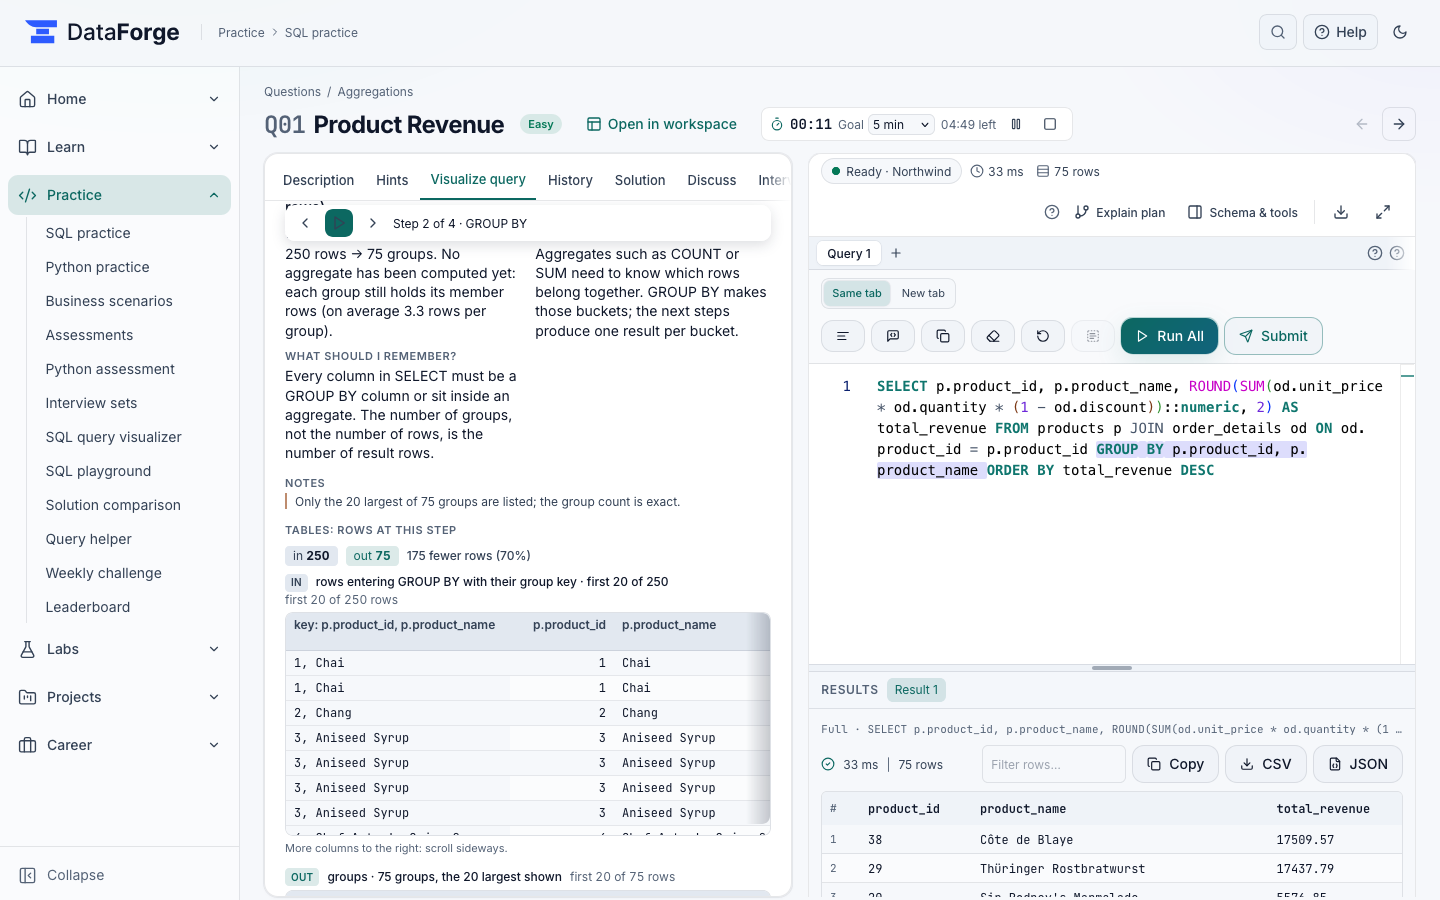 DataForge
Practice > SQL practice
Help
Home
Learn
Practice
SQL practice
Python practice
Business scenarios
Assessments
Python assessment
Interview sets
SQL query visualizer
SQL playground
Solution comparison
Query helper
Weekly challenge
Leaderboard
Labs
Projects
Career
Collapse
Questions / Aggregations
Q01 Product Revenue
Easy
Open in workspace
00:11 Goal 5 min 04:49 left
Description Hints Visualize query History Solution Discuss Inter
rows)
Step 2 of 4 · GROUP BY
250 rows → 75 groups. No
aggregate has been computed yet:
each group still holds its member
rows (on average 3.3 rows per
group).
Aggregates such as COUNT or
SUM need to know which rows
belong together. GROUP BY makes
those buckets; the next steps
produce one result per bucket.
WHAT SHOULD I REMEMBER?
Every column in SELECT must be a
GROUP BY column or sit inside an
aggregate. The number of groups,
not the number of rows, is the
number of result rows.
NOTES
Only the 20 largest of 75 groups are listed; the group count is exact.
TABLES: ROWS AT THIS STEP
in 250 out 75 175 fewer rows (70%)
IN rows entering GROUP BY with their group key · first 20 of 250
first 20 of 250 rows
key: p.product_id, p.product_name p.product_id p.product_name
1, Chai 1 Chai
1, Chai 1 Chai
2, Chang 2 Chang
3, Aniseed Syrup 3 Aniseed Syrup
3, Aniseed Syrup 3 Aniseed Syrup
3, Aniseed Syrup 3 Aniseed Syrup
3, Aniseed Syrup 3 Aniseed Syrup
More columns to the right: scroll sideways.
OUT groups · 75 groups, the 20 largest shown first 20 of 75 rows
Ready · Northwind 33 ms 75 rows
Explain plan Schema & tools
Query 1
Same tab New tab
Run All Submit
1 SELECT p.product_id, p.product_name, ROUND(SUM(od.unit_price
* od.quantity * (1 - od.discount))::numeric, 2) AS
total_revenue FROM products p JOIN order_details od ON od.
product_id = p.product_id GROUP BY p.product_id, p.
product_name ORDER BY total_revenue DESC
RESULTS Result 1
Full · SELECT p.product_id, p.product_name, ROUND(SUM(od.unit_price * od.quantity * (1 …
33 ms | 75 rows Filter rows... Copy CSV JSON
# product_id product_name total_revenue
1 38 Côte de Blaye 17509.57
2 29 Thüringer Rostbratwurst 17437.79